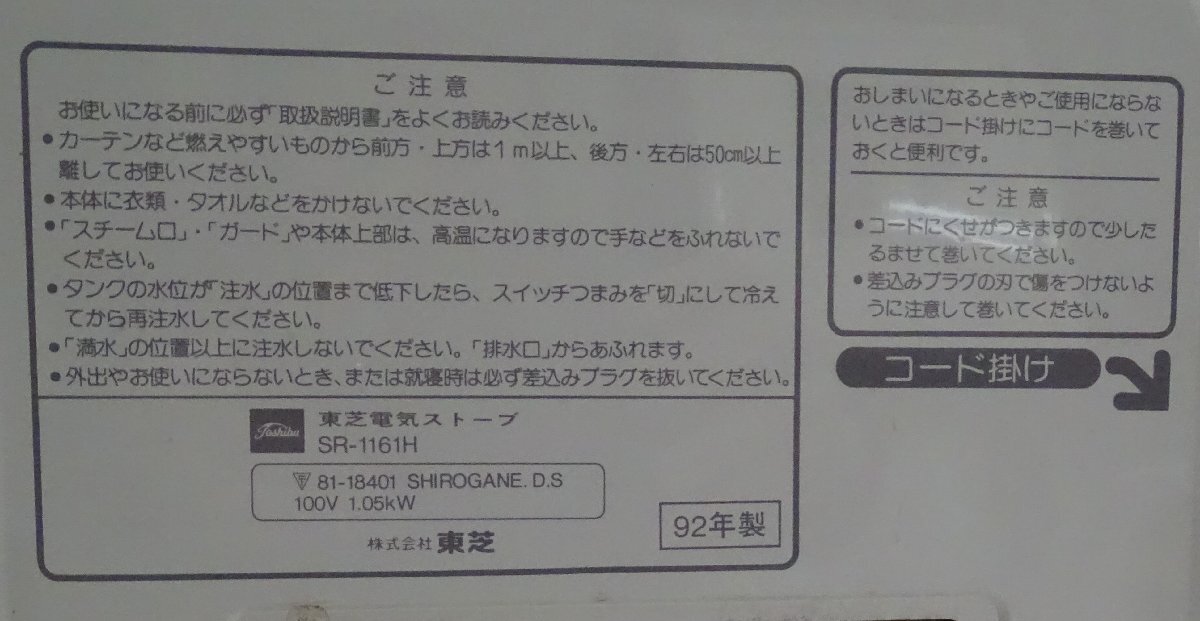 ご注意
お使いになる前に必ず「取扱説明書」をよくお読みください。
●カーテンなど燃えやすいものから前方・上方は1m以上、後方・左右は50cm以上
離してお使いください。
●本体に衣類・タオルなどをかけないでください。
●「スチーム口」・「ガード」や本体上部は、高温になりますので手などをふれないで
ください。
●タンクの水位が「注水」の位置まで低下したら、スイッチつまみを「切」にして冷え
てから再注水してください。
●「満水」の位置以上に注水しないでください。「排水口」からあふれます。
●外出やお使いにならないとき、または就寝時は必ず差込みプラグを抜いてください。
Toshiba
東芝電気ストーブ
SR-1161H
〒 81-18401 SHIROGANE. D.S
100V 1.05kW
株式会社 東芝
92年製
おしまいになるときやご使用にならな
いときはコード掛けにコードを巻いて
おくと便利です。
ご注意
●コードにくせがつきますので少した
るませて巻いてください。
●差込みプラグの刃で傷をつけないよ
うに注意して巻いてください。
コード掛け